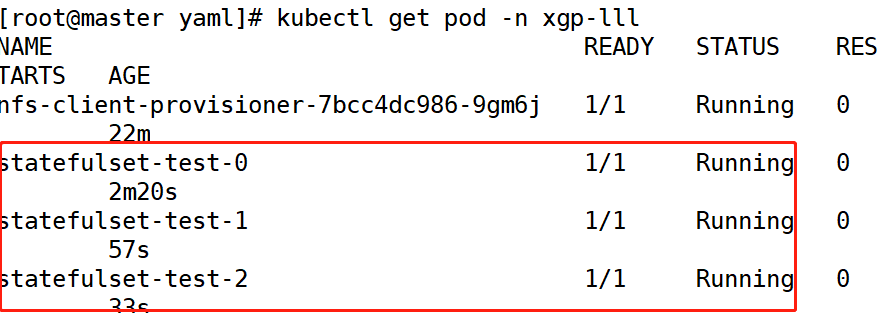 [root@master yaml]# kubectl get pod -n xgp-lll
NAME READY STATUS RES
TARTS AGE
nfs-client-provisioner-7bcc4dc986-9gm6j 1/1 Running 0
22m
statefulset-test-0 1/1 Running 0
2m20s
statefulset-test-1 1/1 Running 0
57s
statefulset-test-2 1/1 Running 0
33s